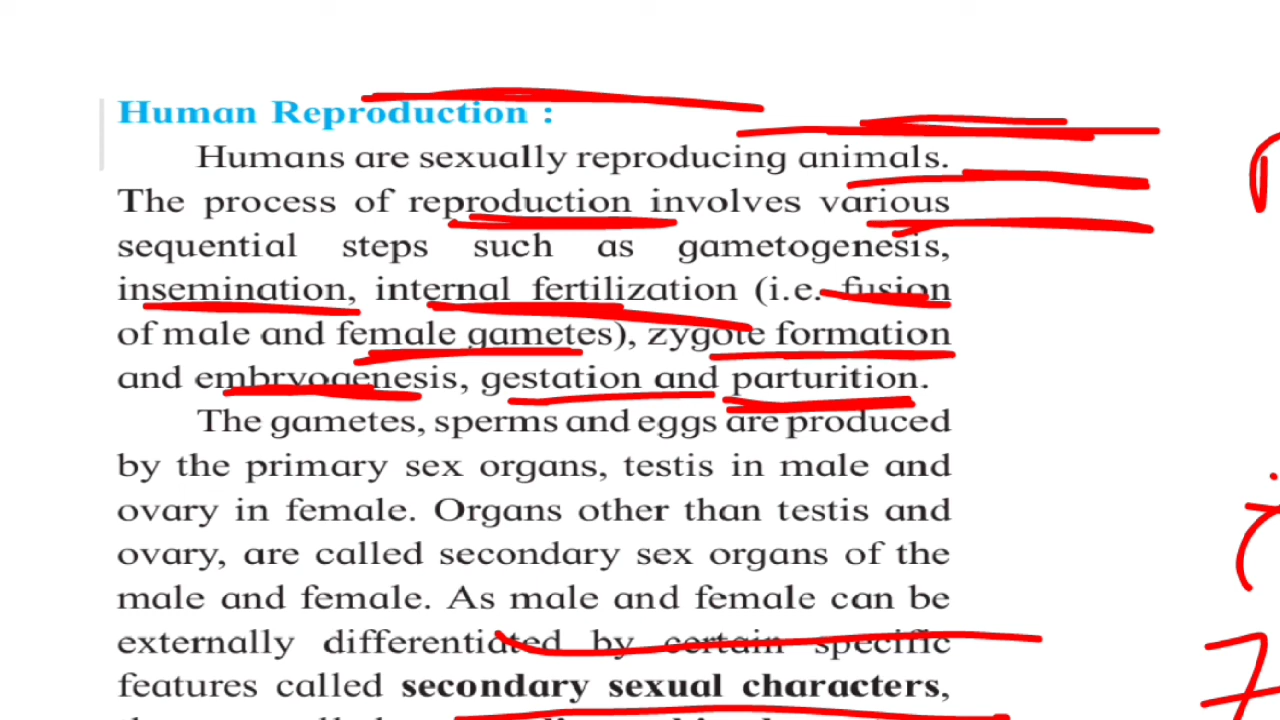 Human Reproduction :
Humans are sexually reproducing animals.
The process of reproduction involves various
sequential steps such as gametogenesis,
insemination, internal fertilization (i.e. fusion
of male and female gametes), zygote formation
and embryogenesis, gestation and parturition.
The gametes, sperms and eggs are produced
by the primary sex organs, testis in male and
ovary in female. Organs other than testis and
ovary, are called secondary sex organs of the
male and female. As male and female can be
externally differentiated by certain specific
features called secondary sexual characters,